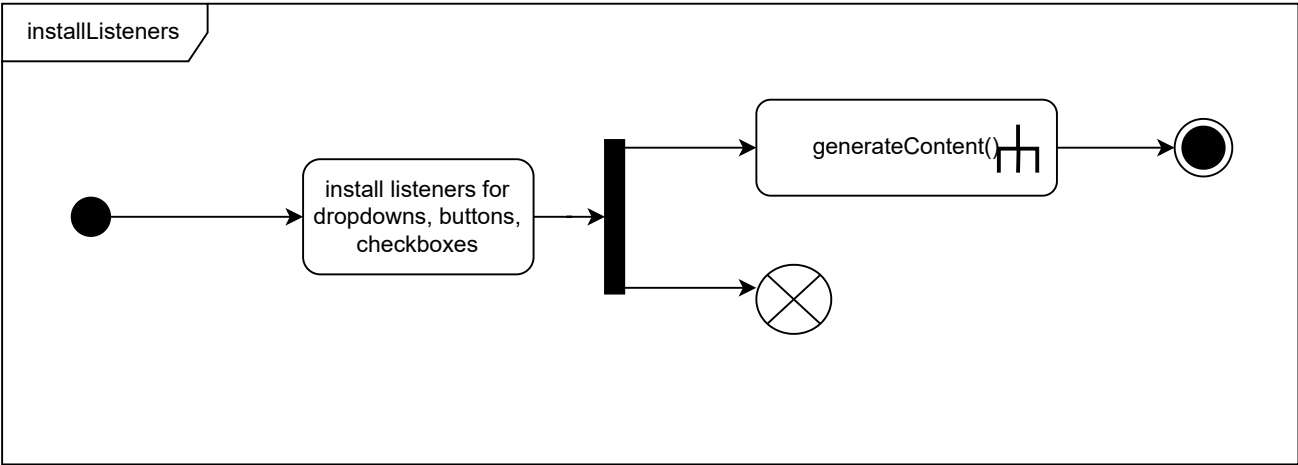 installListeners
install listeners for
dropdowns, buttons,
checkboxes
generateContent()